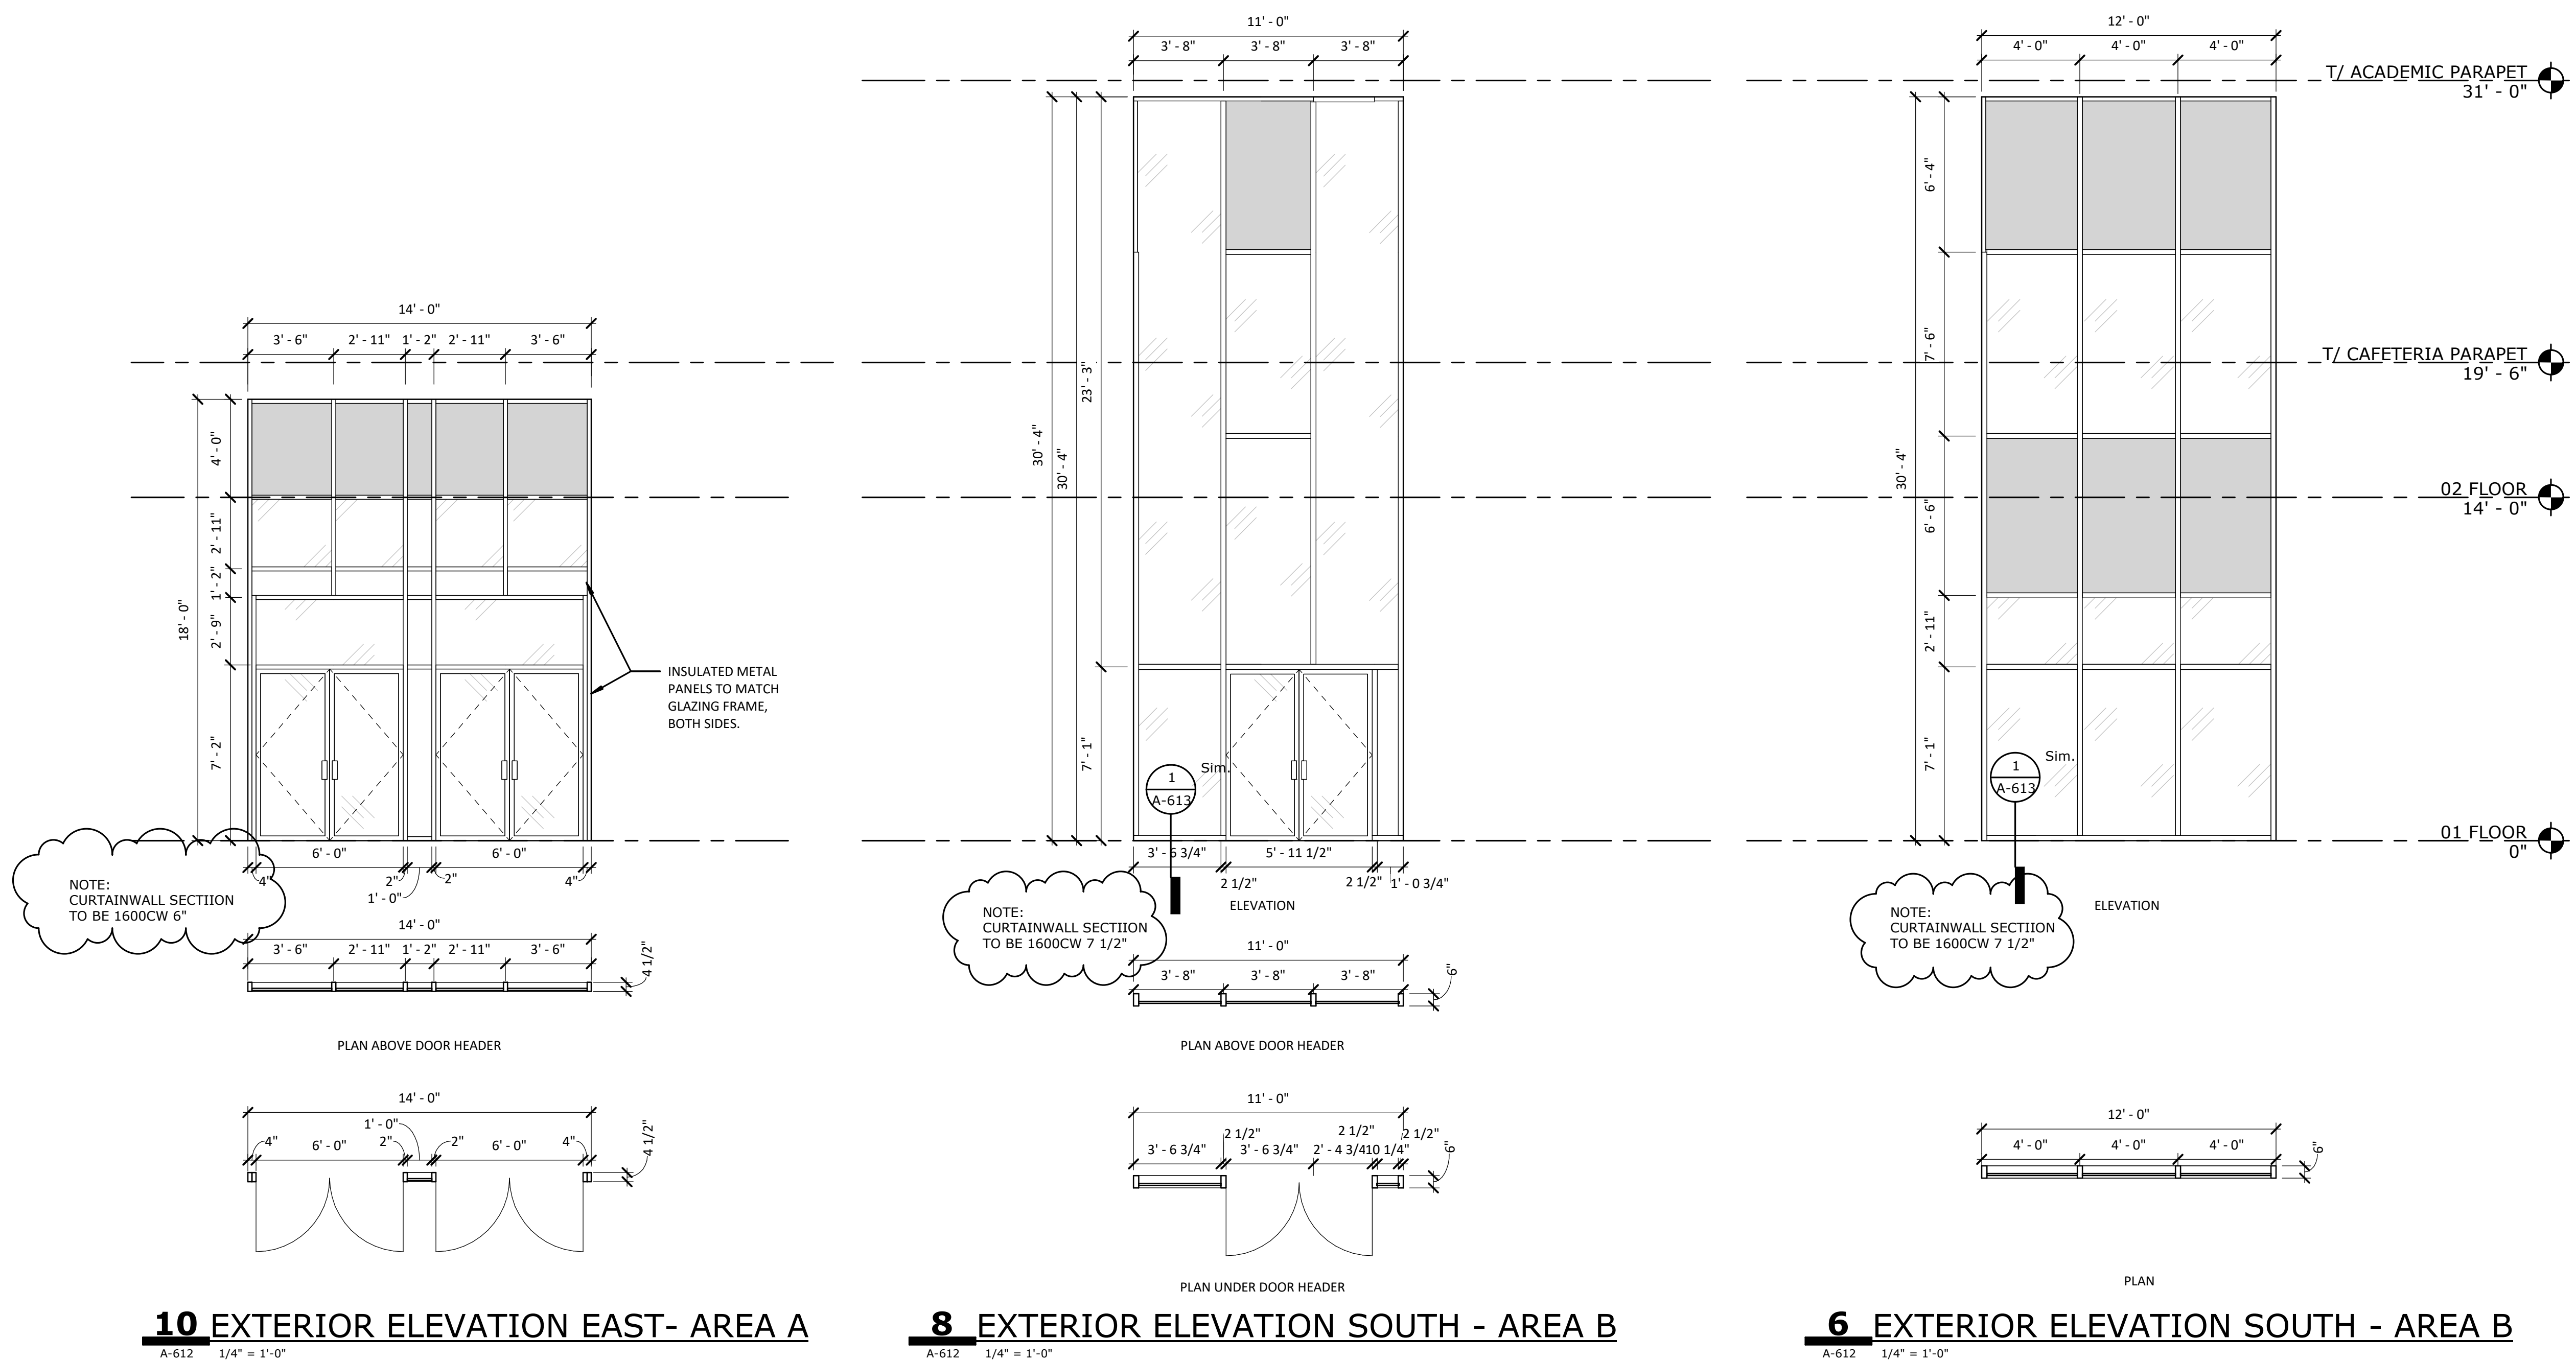 14' - 0"
3' - 6"
2' - 11"
1' - 2"
2' - 11"
3' - 6"
18' - 0"
4' - 0"
2' - 11"
1' - 2"
2' - 9"
7' - 2"
INSULATED METAL
PANELS TO MATCH
GLAZING FRAME,
BOTH SIDES.
4"
6' - 0"
2"
1' - 0"
2"
6' - 0"
4"
NOTE:
CURTAINWALL SECTIION
TO BE 1600CW 6"
14' - 0"
3' - 6"
2' - 11"
1' - 2"
2' - 11"
3' - 6"
4 1/2"
PLAN ABOVE DOOR HEADER
14' - 0"
1' - 0"
4"
6' - 0"
2"
2"
6' - 0"
4"
4 1/2"
10 EXTERIOR ELEVATION EAST- AREA A
A-612 1/4" = 1'-0"
11' - 0"
3' - 8"
3' - 8"
3' - 8"
30' - 4"
30' - 4"
23' - 3"
7' - 1"
1
A-613
Sim.
3' - 6 3/4"
5' - 11 1/2"
2 1/2"
2 1/2"
1' - 0 3/4"
ELEVATION
NOTE:
CURTAINWALL SECTIION
TO BE 1600CW 7 1/2"
11' - 0"
3' - 8"
3' - 8"
3' - 8"
6"
PLAN ABOVE DOOR HEADER
11' - 0"
2 1/2"
2 1/2"
2 1/2"
3' - 6 3/4"
3' - 6 3/4"
2' - 4 3/4
10 1/4"
6"
PLAN UNDER DOOR HEADER
8 EXTERIOR ELEVATION SOUTH - AREA B
A-612 1/4" = 1'-0"
12' - 0"
4' - 0"
4' - 0"
4' - 0"
T/ ACADEMIC PARAPET
31' - 0"
T/ CAFETERIA PARAPET
19' - 6"
02 FLOOR
14' - 0"
01 FLOOR
0"
30' - 4"
6' - 4"
7' - 6"
6' - 6"
2' - 11"
7' - 1"
1
A-613
Sim.
NOTE:
CURTAINWALL SECTIION
TO BE 1600CW 7 1/2"
ELEVATION
12' - 0"
4' - 0"
4' - 0"
4' - 0"
6"
PLAN
6 EXTERIOR ELEVATION SOUTH - AREA B
A-612 1/4" = 1'-0"